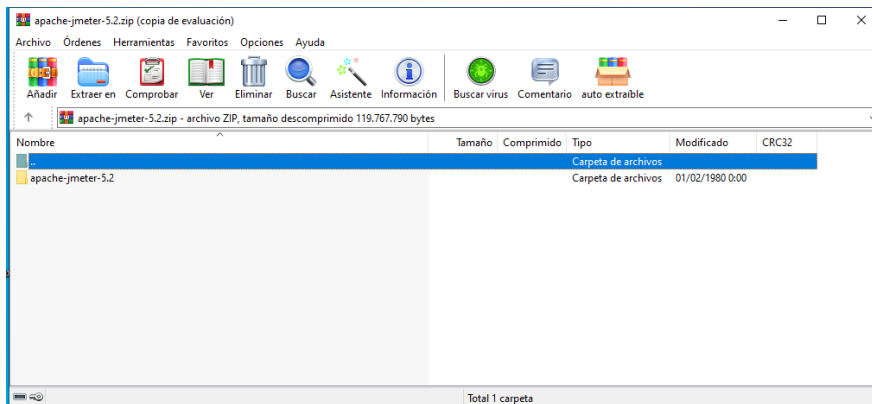 apache-jmeter-5.2.zip (copia de evaluación)
Archivo Órdenes Herramientas Favoritos Opciones Ayuda
Añadir Extraer en Comprobar Ver Eliminar Buscar Asistente Información Buscar virus Comentario auto extraíble
apache-jmeter-5.2.zip - archivo ZIP, tamaño descomprimido 119.767.790 bytes
Nombre Tamaño Comprimido Tipo Modificado CRC32
.. Carpeta de archivos
apache-jmeter-5.2 Carpeta de archivos 01/02/1980 0:00
Total 1 carpeta